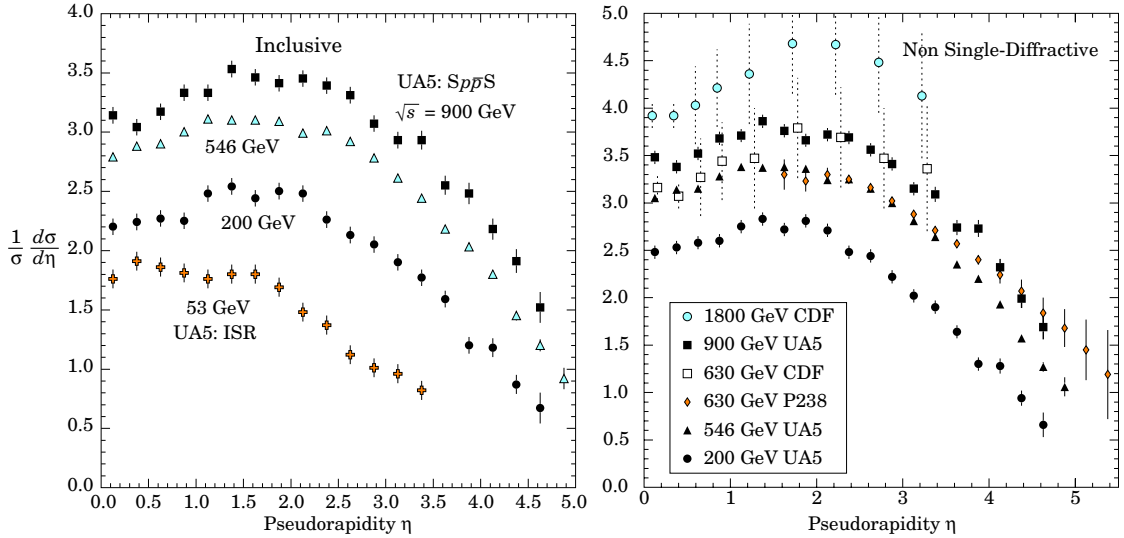 4.0
3.5
3.0
2.5
2.0
1.5
1.0
0.5
0.0
1/σ dσ/dη
Inclusive
UA5: Spp̅S
√s = 900 GeV
546 GeV
200 GeV
53 GeV
UA5: ISR
0.0 0.5 1.0 1.5 2.0 2.5 3.0 3.5 4.0 4.5 5.0
Pseudorapidity η
5.0
4.5
4.0
3.5
3.0
2.5
2.0
1.5
1.0
0.5
0.0
Non Single-Diffractive
1800 GeV CDF
900 GeV UA5
630 GeV CDF
630 GeV P238
546 GeV UA5
200 GeV UA5
0 1 2 3 4 5
Pseudorapidity η